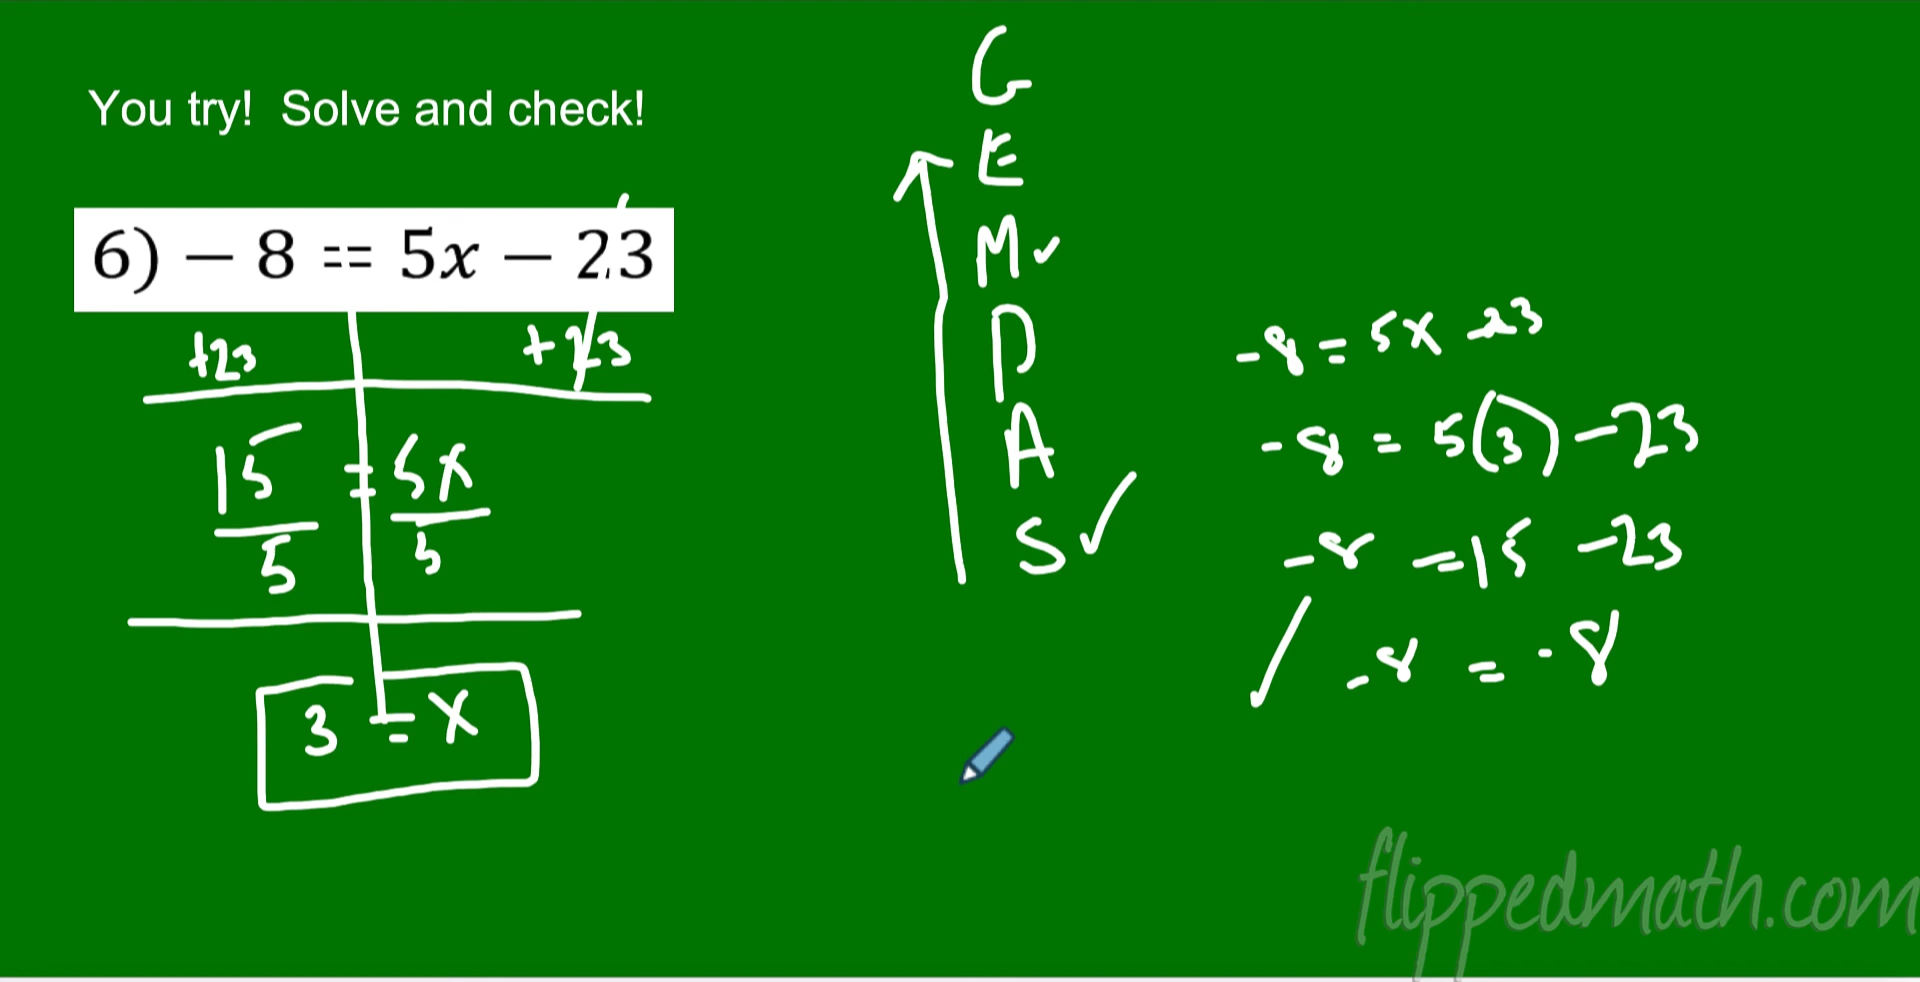 You try!  Solve and check!
6) − 8 == 5x − 23
+23 +23
15 = 5x
5 5
3 = x
G
E
M ✓
D
A
S ✓
-8 = 5x -23
-8 = 5(3) -23
-8 = 15 -23
✓ -8 = -8
flippedmath.com